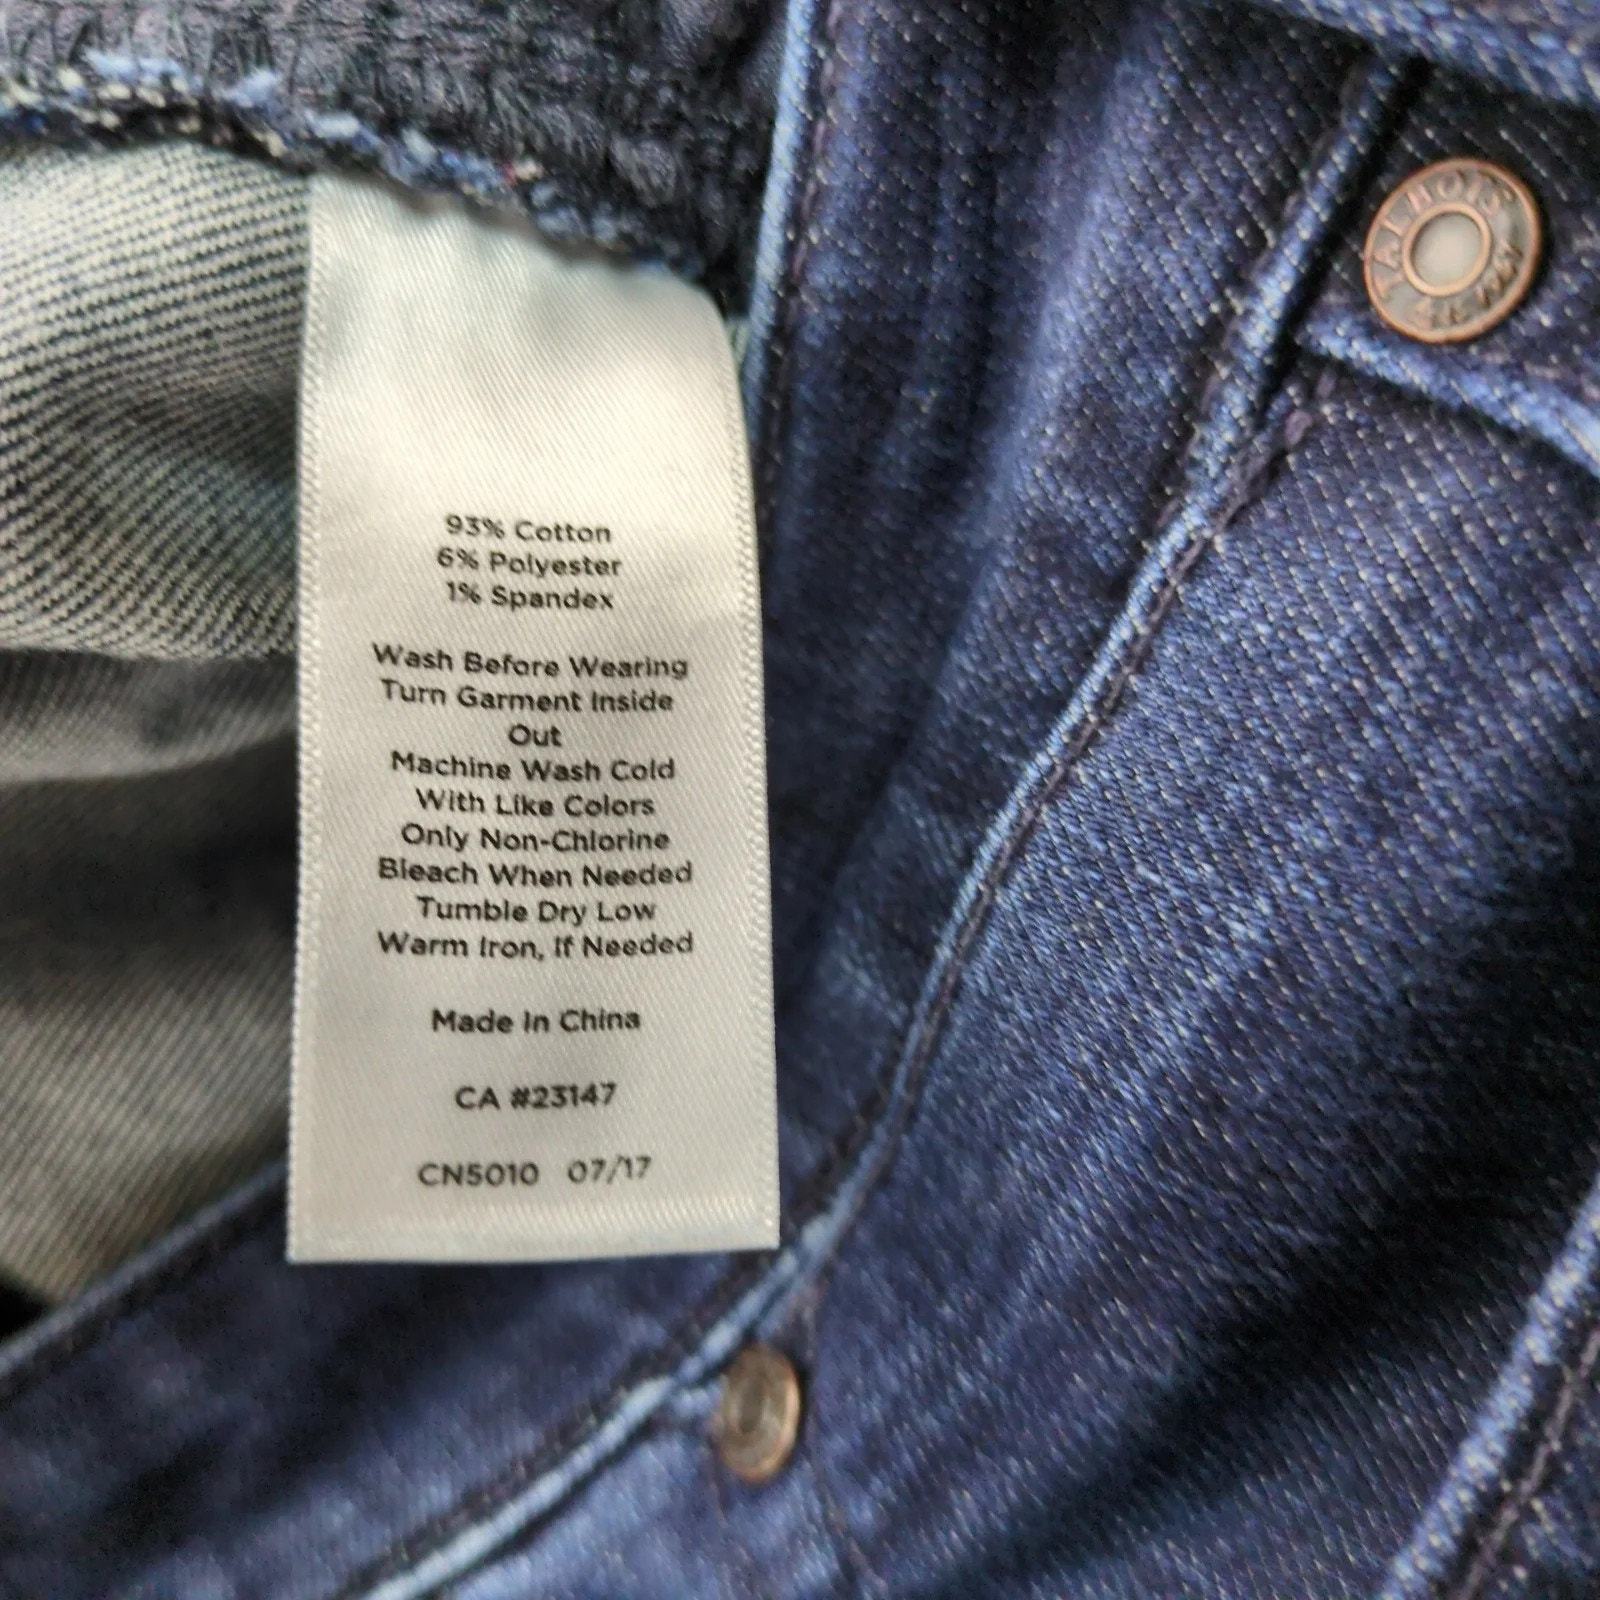 93% Cotton
6% Polyester
1% Spandex
Wash Before Wearing
Turn Garment Inside
Out
Machine Wash Cold
With Like Colors
Only Non-Chlorine
Bleach When Needed
Tumble Dry Low
Warm Iron, If Needed
Made In China
CA #23147
CN5010 07/17